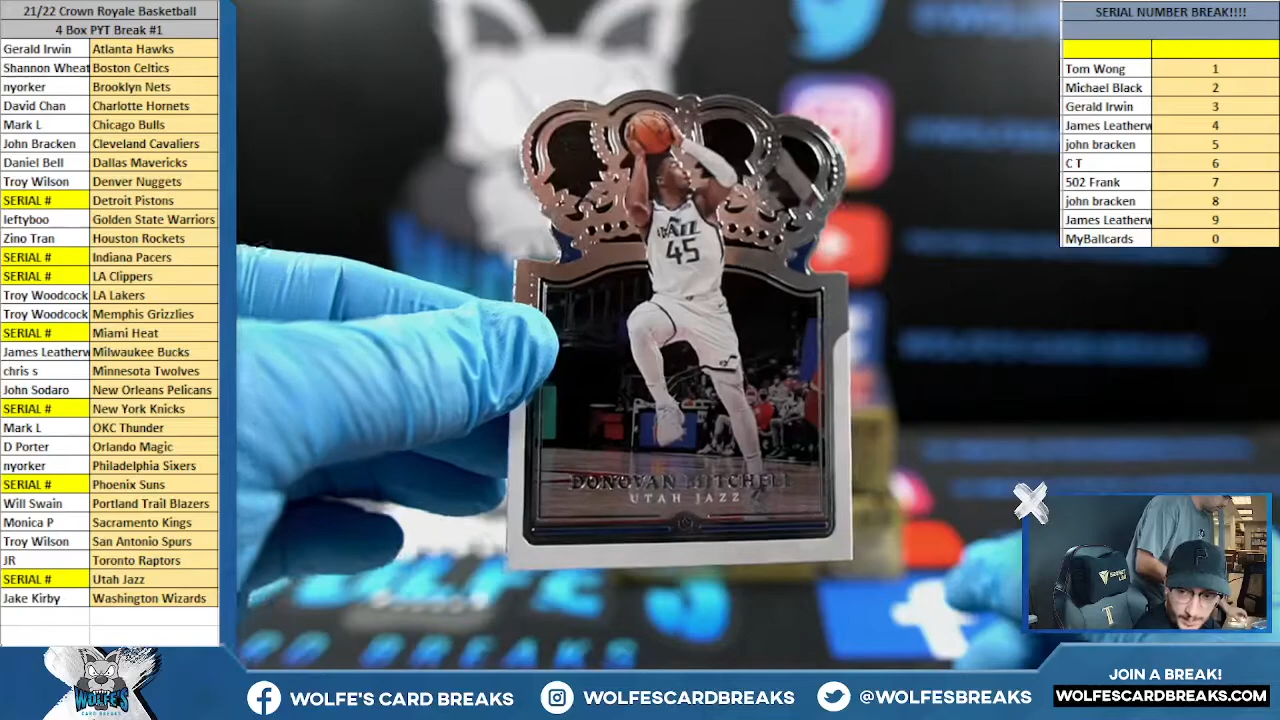 21/22 Crown Royale Basketball
4 Box PYT Break #1
Gerald Irwin Atlanta Hawks
Shannon Wheat Boston Celtics
nyorker Brooklyn Nets
David Chan Charlotte Hornets
Mark L Chicago Bulls
John Bracken Cleveland Cavaliers
Daniel Bell Dallas Mavericks
Troy Wilson Denver Nuggets
SERIAL # Detroit Pistons
leftyboo Golden State Warriors
Zino Tran Houston Rockets
SERIAL # Indiana Pacers
SERIAL # LA Clippers
Troy Woodcock LA Lakers
Troy Woodcock Memphis Grizzlies
SERIAL # Miami Heat
James Leatherw Milwaukee Bucks
chris s Minnesota Twolves
John Sodaro New Orleans Pelicans
SERIAL # New York Knicks
Mark L OKC Thunder
D Porter Orlando Magic
nyorker Philadelphia Sixers
SERIAL # Phoenix Suns
Will Swain Portland Trail Blazers
Monica P Sacramento Kings
Troy Wilson San Antonio Spurs
JR Toronto Raptors
SERIAL # Utah Jazz
Jake Kirby Washington Wizards
SERIAL NUMBER BREAK!!!!
Tom Wong 1
Michael Black 2
Gerald Irwin 3
James Leatherw 4
john bracken 5
C T 6
502 Frank 7
john bracken 8
James Leatherw 9
MyBallcards 0
45
DONOVAN MITCHELL
UTAH JAZZ
BREAKS
WOLFE'S
CARD BREAKS
WOLFE'S CARD BREAKS
WOLFESCARDBREAKS
@WOLFESBREAKS
JOIN A BREAK!
WOLFESCARDBREAKS.COM